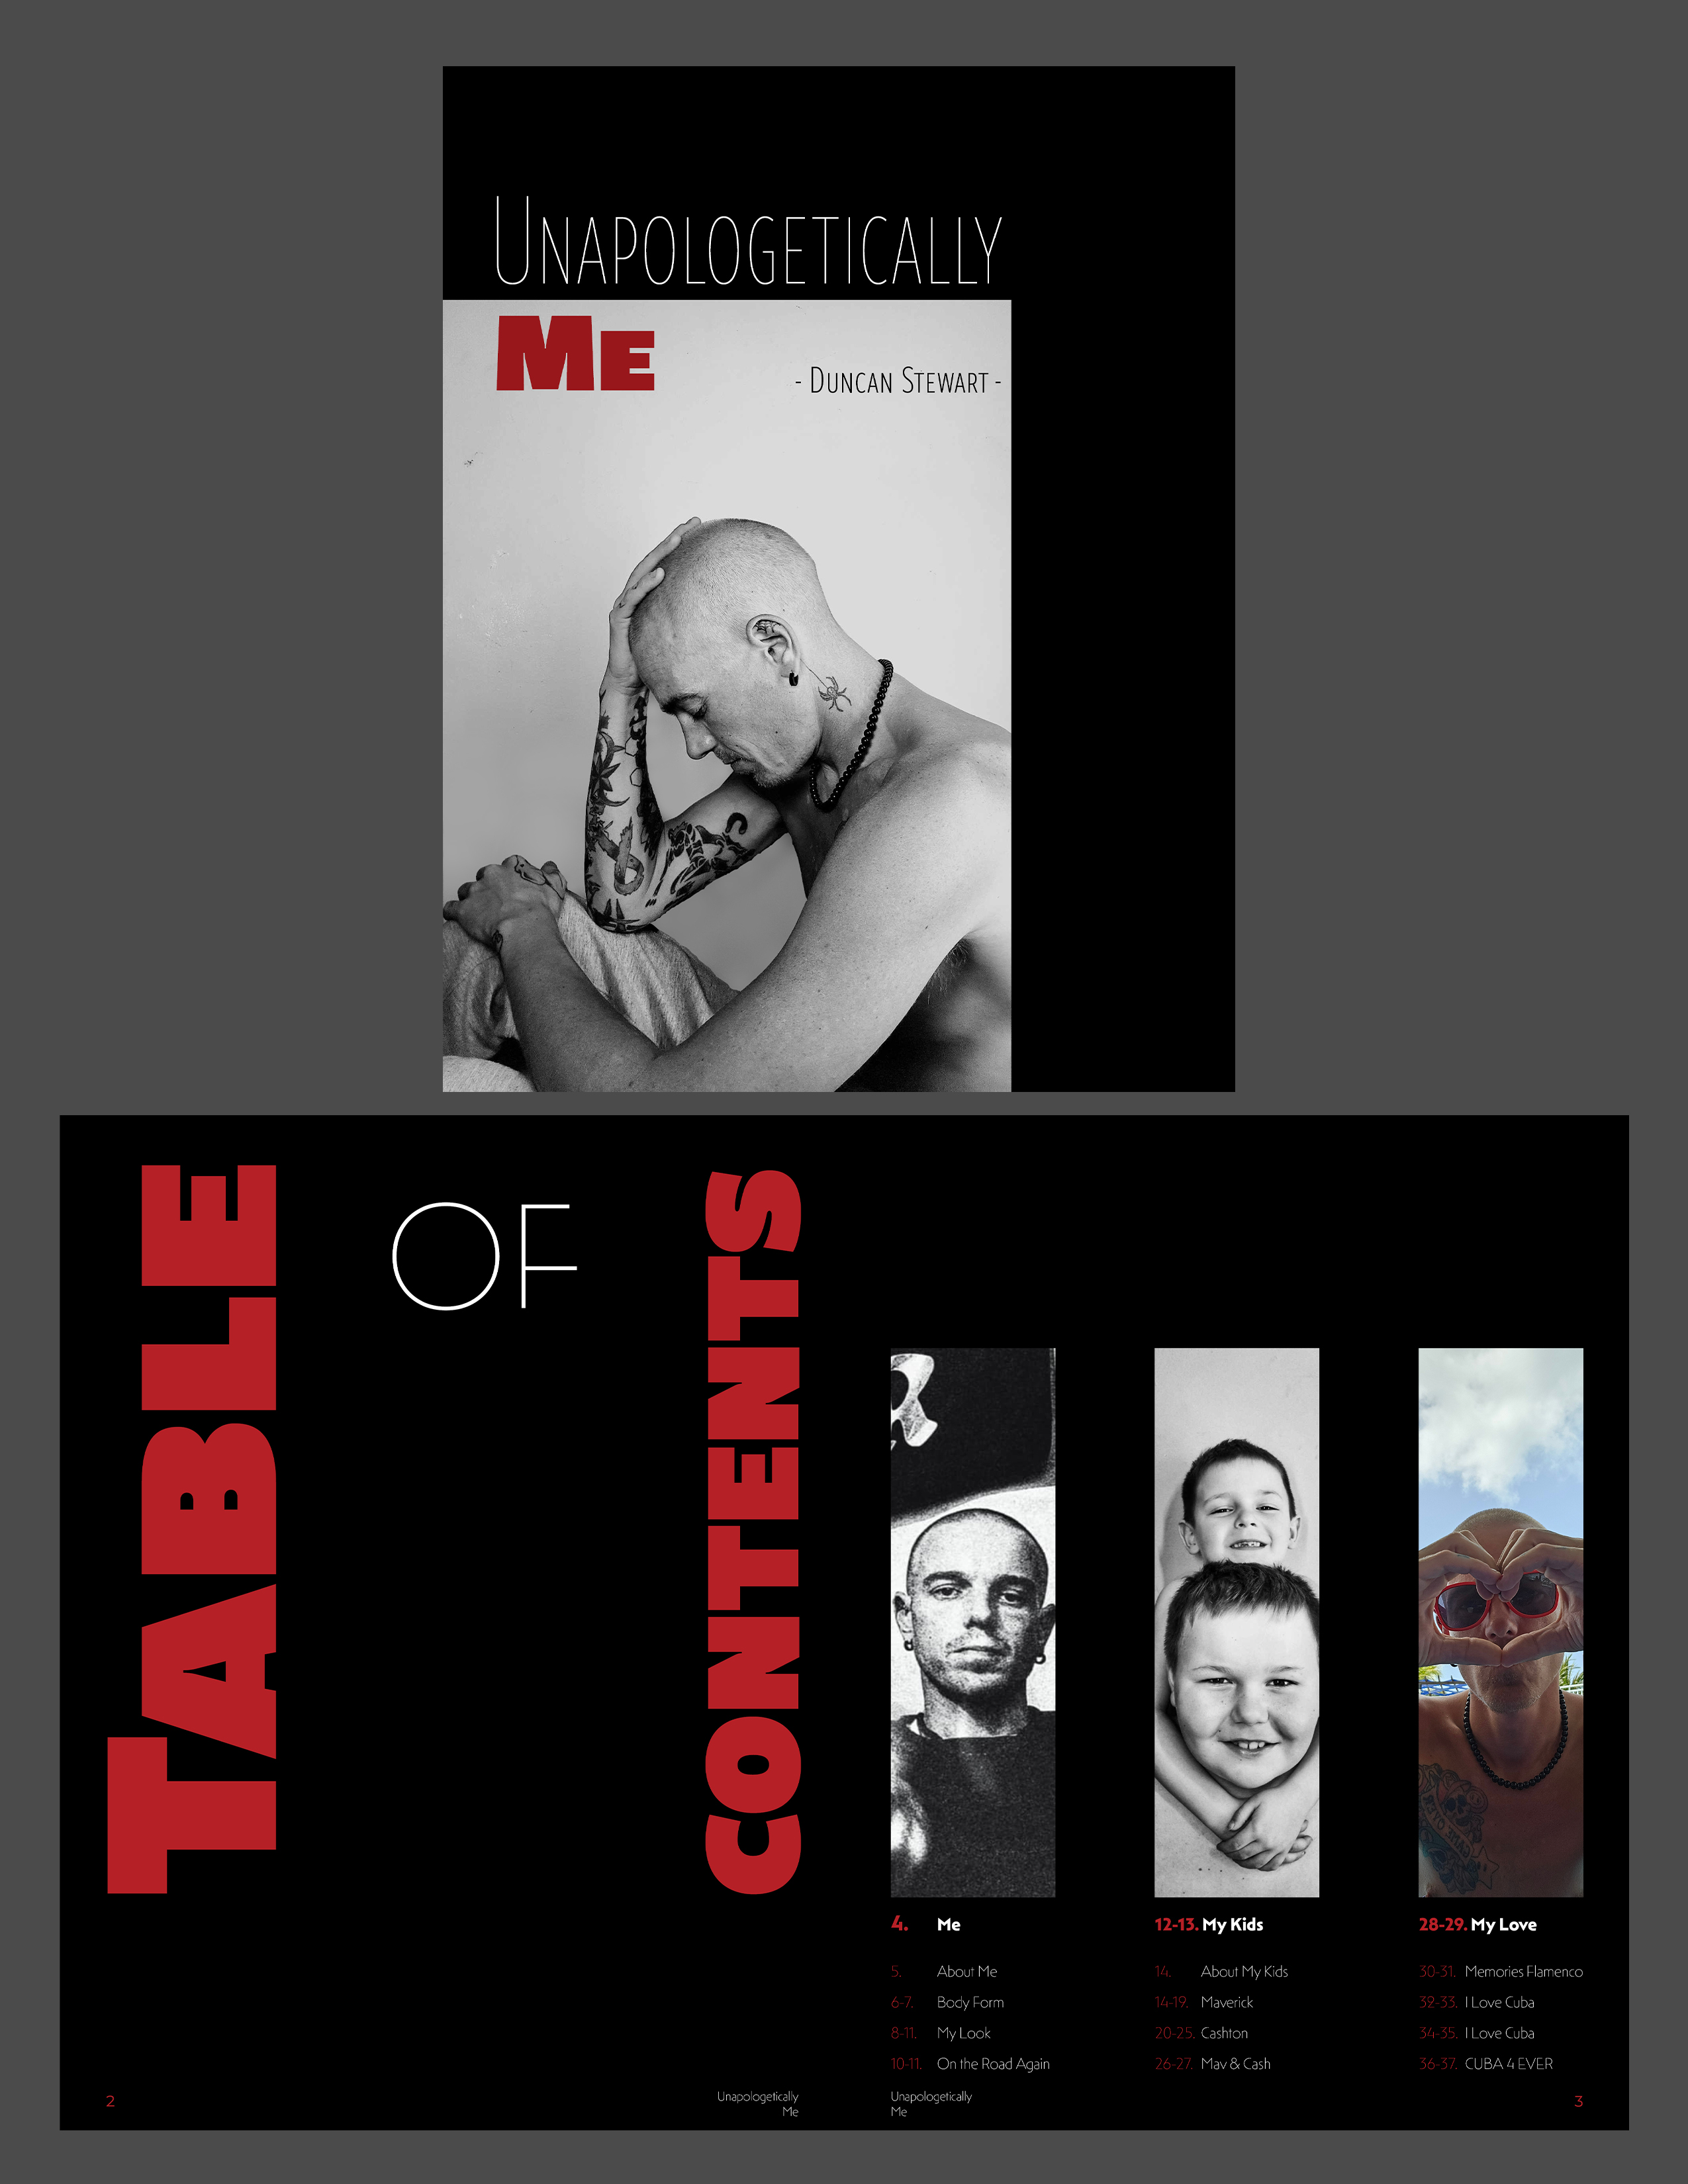 Unapologetically
Me
- Duncan Stewart -
TABLE
OF
CONTENTS
4. Me
5. About Me
6-7. Body Form
8-11. My Look
10-11. On the Road Again
12-13. My Kids
14. About My Kids
14-19. Maverick
20-25. Cashton
26-27. Mav & Cash
28-29. My Love
30-31. Memories Flamenco
32-33. I Love Cuba
34-35. I Love Cuba
36-37. CUBA 4 EVER
2
Unapologetically
Me
Unapologetically
Me
3